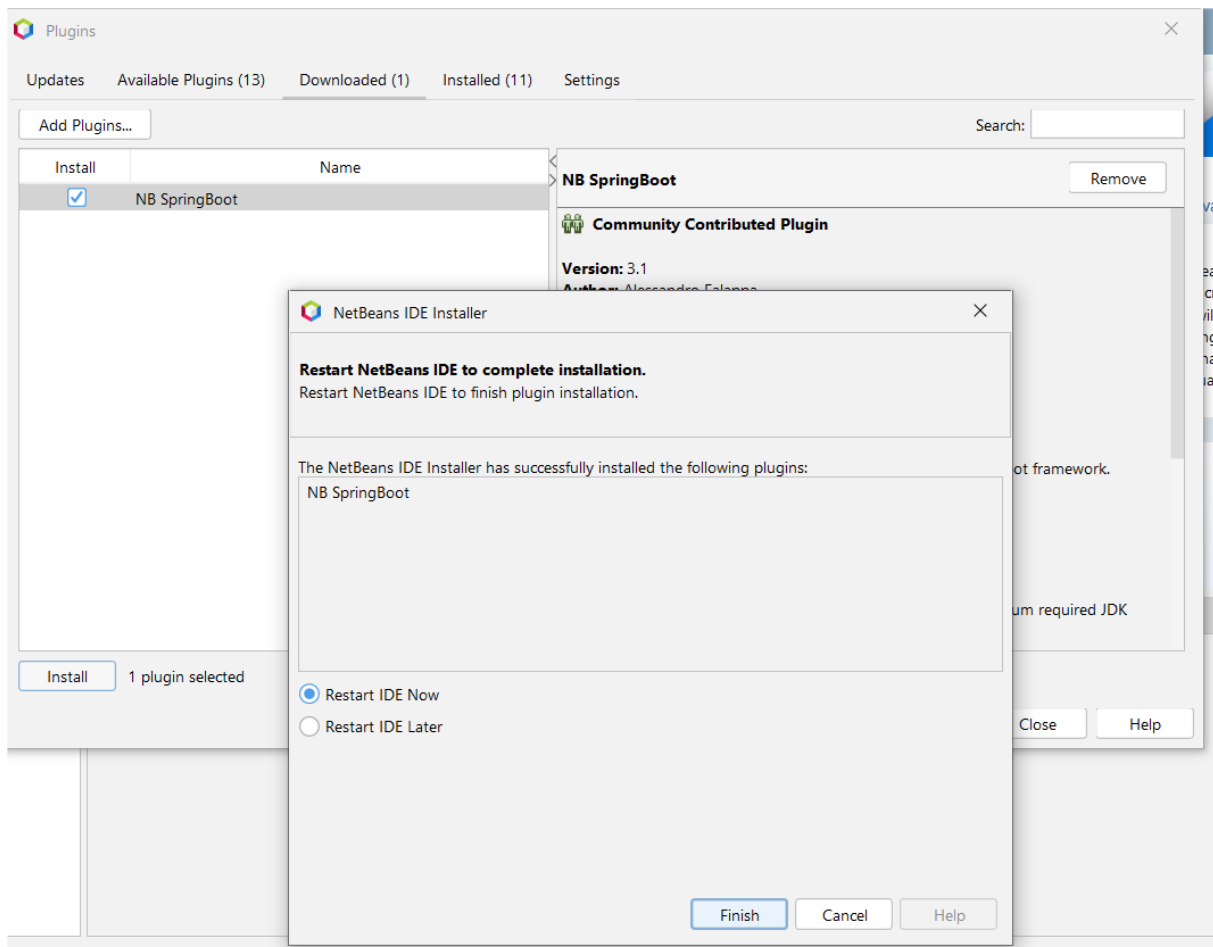 Plugins
Updates
Available Plugins (13)
Downloaded (1)
Installed (11)
Settings
Add Plugins...
Search:
Install
Name
NB SpringBoot
NB SpringBoot
Remove
Community Contributed Plugin
Version: 3.1
Author: Alessandro Falappa
ot framework.
um required JDK
Install
1 plugin selected
Close
Help
NetBeans IDE Installer
Restart NetBeans IDE to complete installation.
Restart NetBeans IDE to finish plugin installation.
The NetBeans IDE Installer has successfully installed the following plugins:
NB SpringBoot
Restart IDE Now
Restart IDE Later
Finish
Cancel
Help